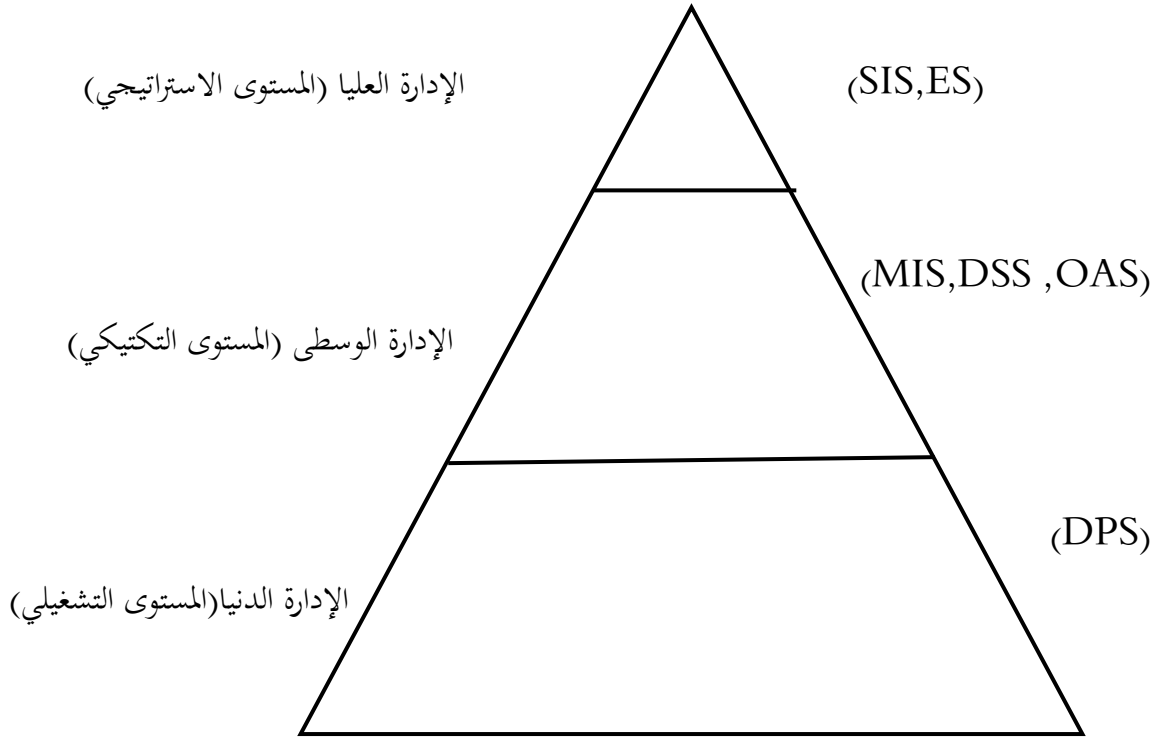 الإدارة العليا (المستوى الاستراتيجي)
(SIS,ES)
(MIS,DSS ,OAS)
الإدارة الوسطى (المستوى التكتيكي)
(DPS)
الإدارة الدنيا(المستوى التشغيلي)